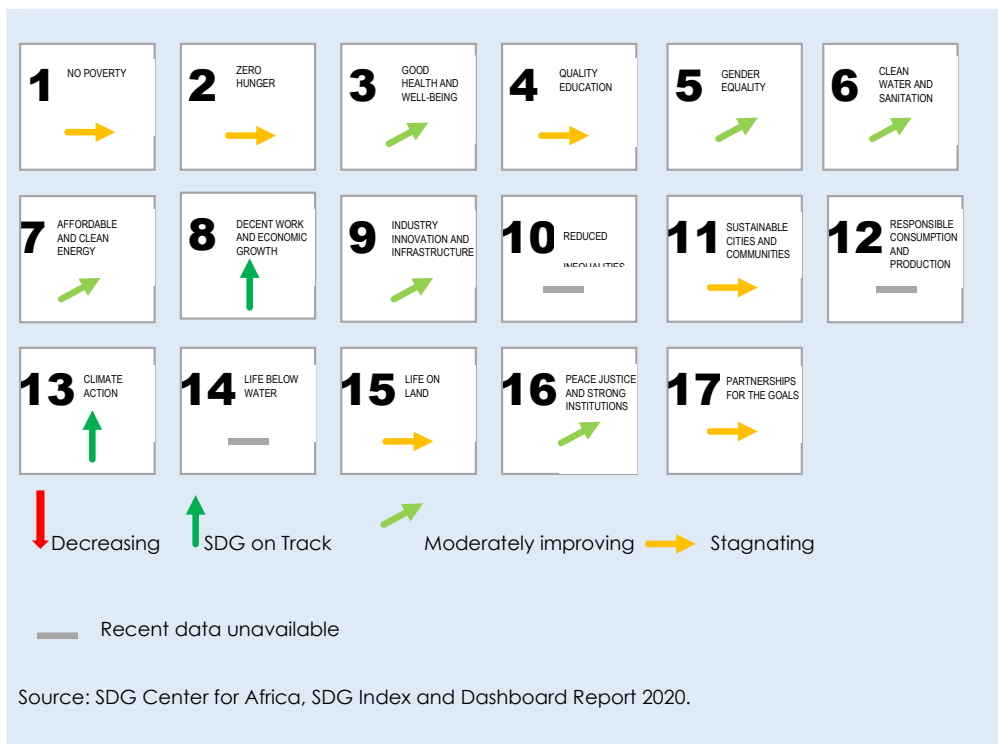 1 NO POVERTY
2 ZERO
HUNGER
3 GOOD
HEALTH AND
WELL-BEING
4 QUALITY
EDUCATION
5 GENDER
EQUALITY
6 CLEAN
WATER AND
SANITATION
7 AFFORDABLE
AND CLEAN
ENERGY
8 DECENT WORK
AND ECONOMIC
GROWTH
9 INDUSTRY
INNOVATION AND
INFRASTRUCTURE
10 REDUCED
INEQUALITIES
11 SUSTAINABLE
CITIES AND
COMMUNITIES
12 RESPONSIBLE
CONSUMPTION
AND
PRODUCTION
13 CLIMATE
ACTION
14 LIFE BELOW
WATER
15 LIFE ON
LAND
16 PEACE JUSTICE
AND STRONG
INSTITUTIONS
17 PARTNERSHIPS
FOR THE GOALS
Decreasing SDG on Track Moderately improving Stagnating
Recent data unavailable
Source: SDG Center for Africa, SDG Index and Dashboard Report 2020.